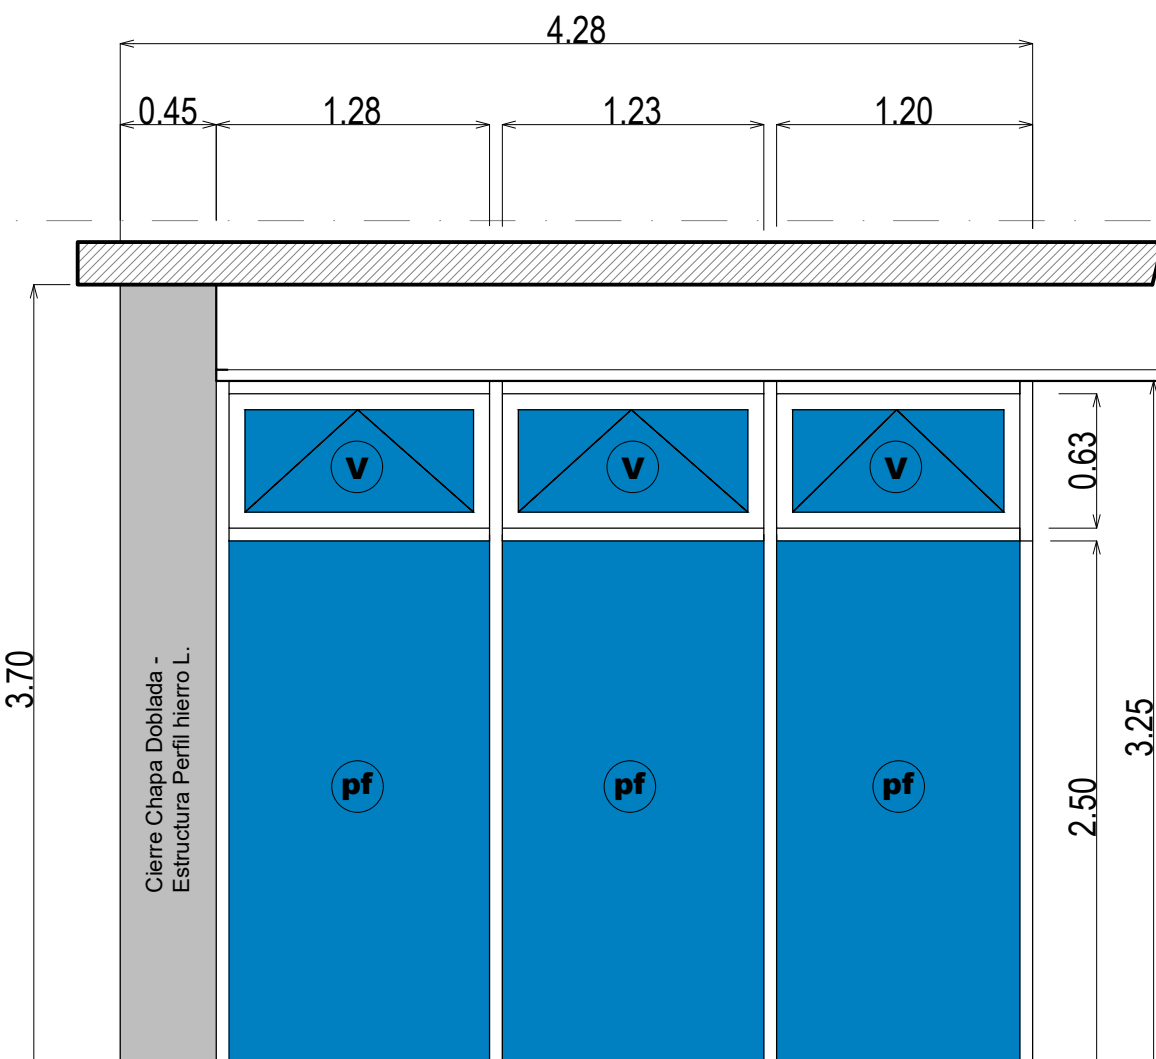 4.28
0.45
1.28
1.23
1.20
V
V
V
0.63
3.70
Cierre Chapa Doblada -
Estructura Perfil hierro L.
pf
pf
pf
2.50
3.25